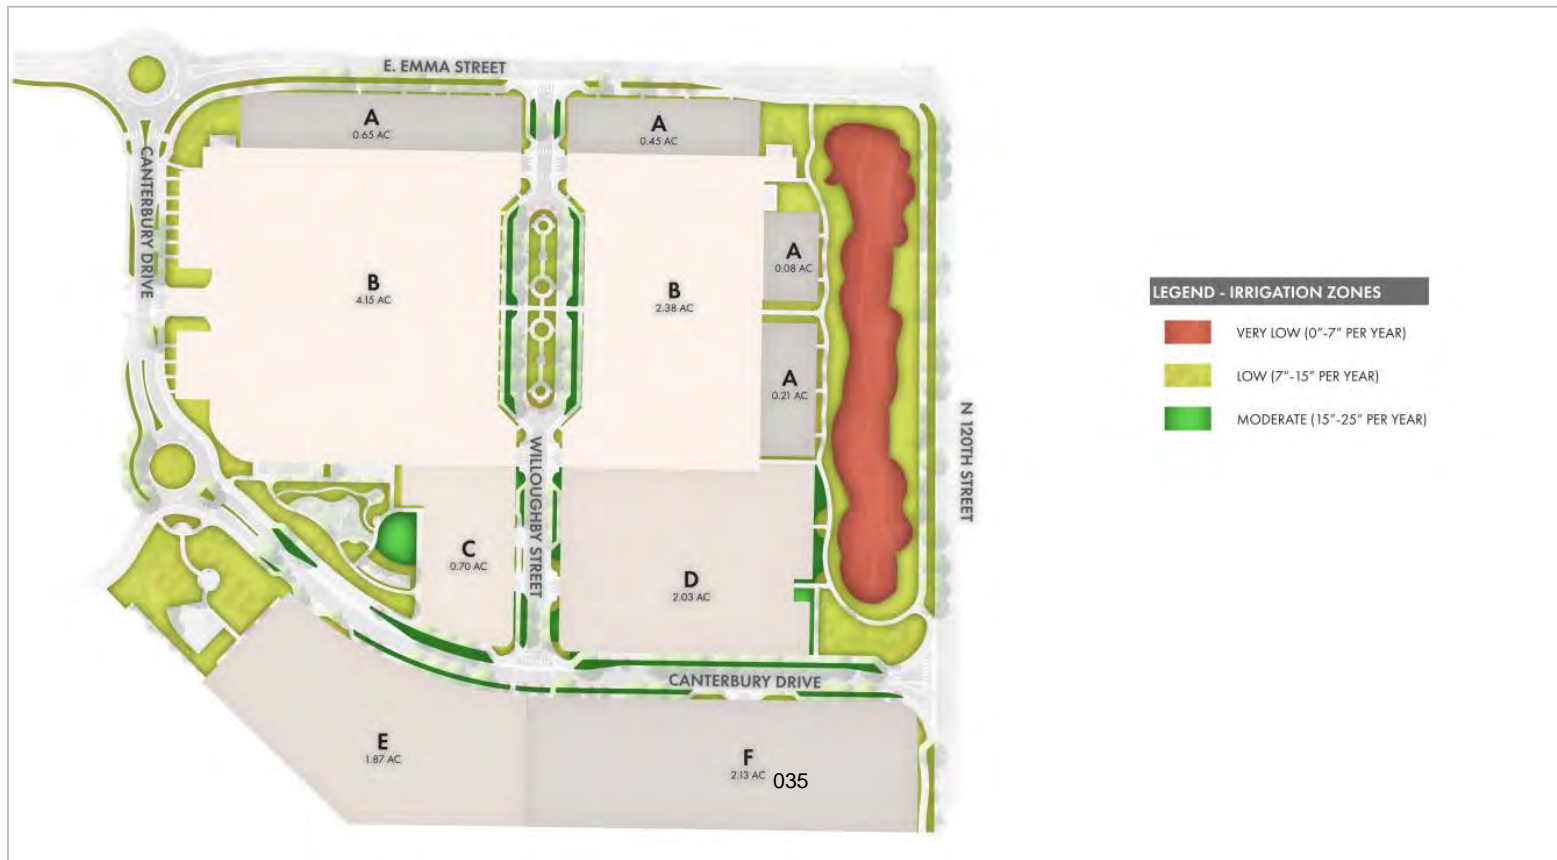 E. EMMA STREET
A
0.65 AC
A
0.45 AC
CANTERBURY DRIVE
B
4.15 AC
B
2.38 AC
A
0.08 AC
A
0.21 AC
LEGEND - IRRIGATION ZONES
VERY LOW (0"-7" PER YEAR)
LOW (7"-15" PER YEAR)
MODERATE (15"-25" PER YEAR)
N 120TH STREET
WILLOUGHBY STREET
C
0.70 AC
D
2.03 AC
CANTERBURY DRIVE
E
1.87 AC
F
2.13 AC
035